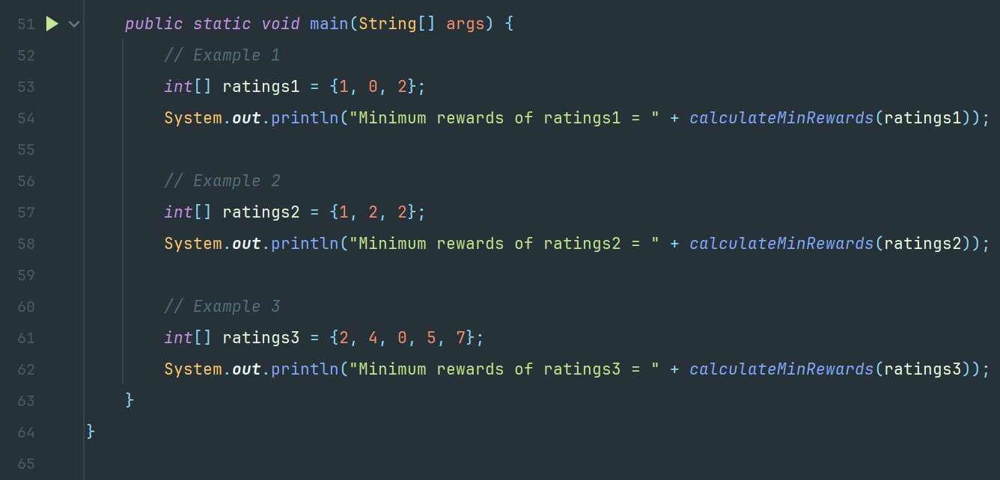 51 public static void main(String[] args) {
52 // Example 1
53 int[] ratings1 = {1, 0, 2};
54 System.out.println("Minimum rewards of ratings1 = " + calculateMinRewards(ratings1));
55
56 // Example 2
57 int[] ratings2 = {1, 2, 2};
58 System.out.println("Minimum rewards of ratings2 = " + calculateMinRewards(ratings2));
59
60 // Example 3
61 int[] ratings3 = {2, 4, 0, 5, 7};
62 System.out.println("Minimum rewards of ratings3 = " + calculateMinRewards(ratings3));
63 }
64 }
65